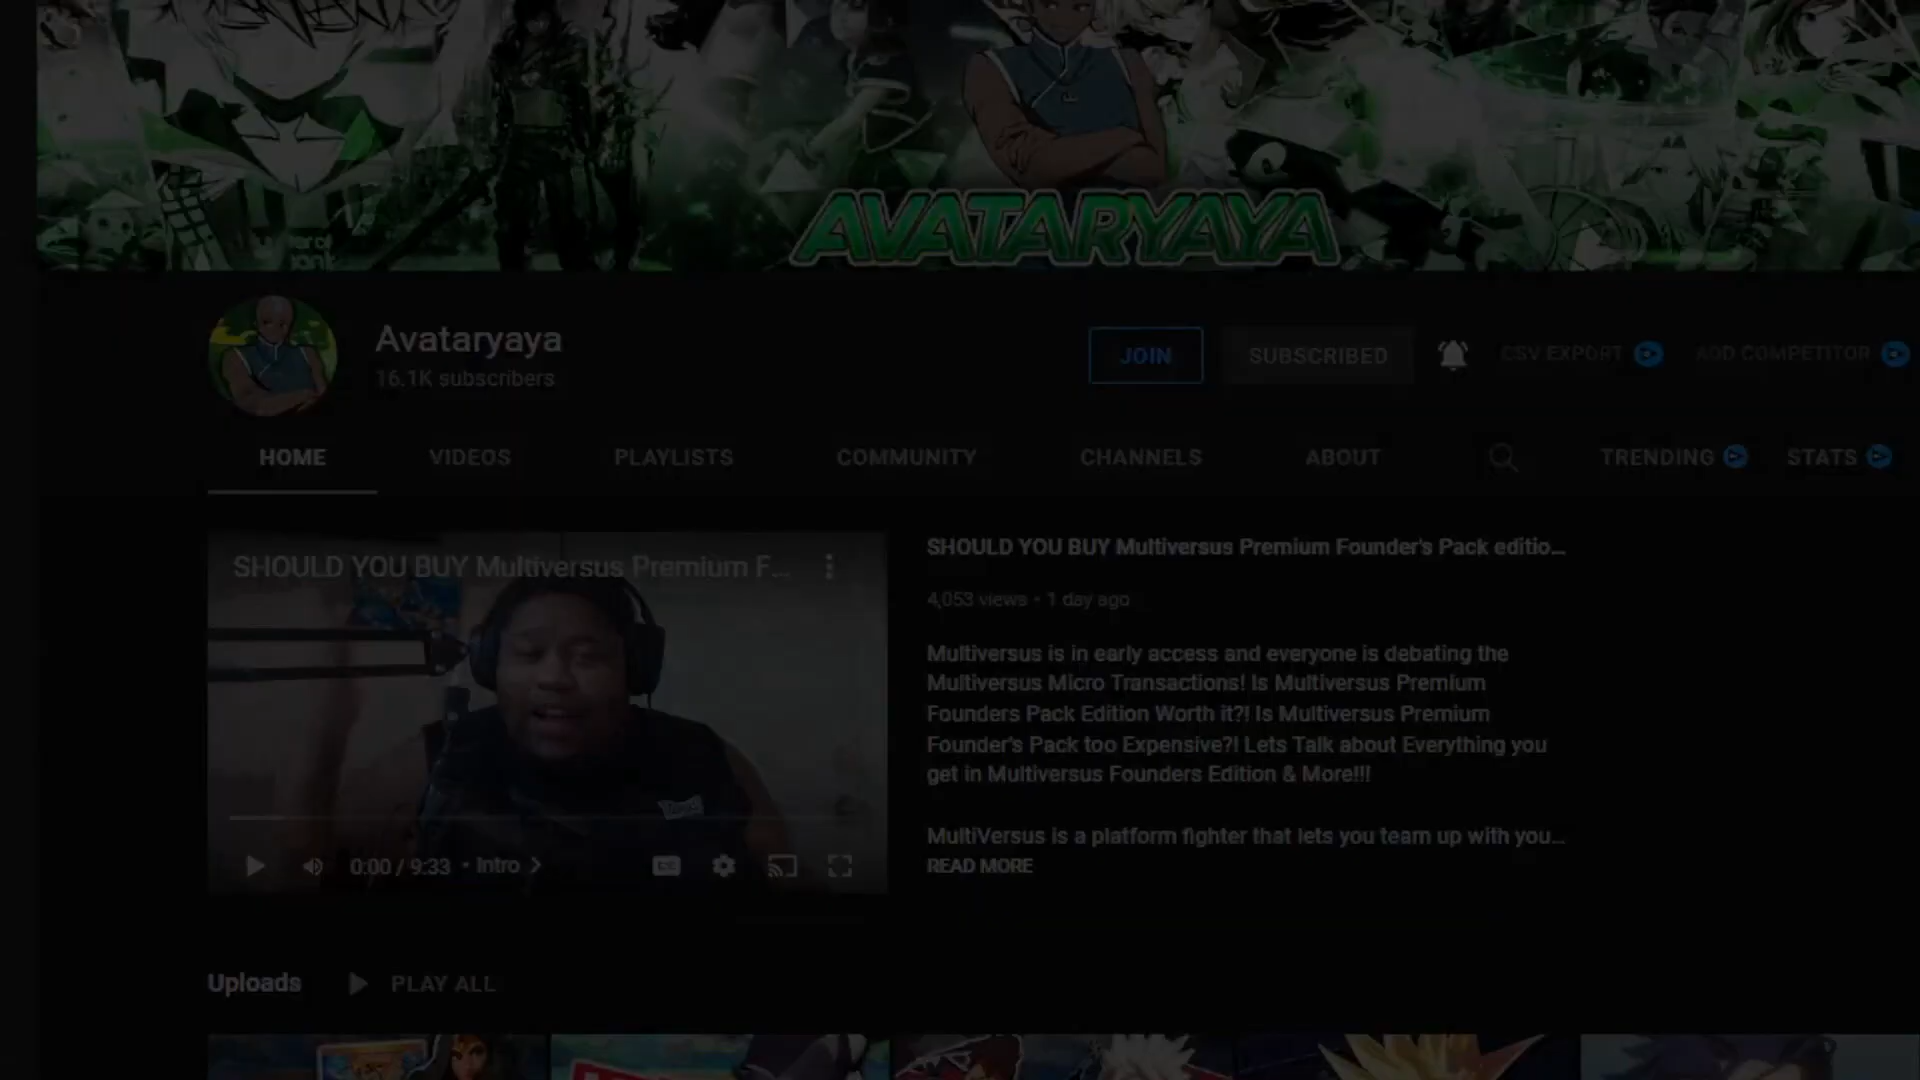 AVATARYAYA
Avataryaya
16.1K subscribers
JOIN
SUBSCRIBED
CSV EXPORT
ADD COMPETITOR
HOME
VIDEOS
PLAYLISTS
COMMUNITY
CHANNELS
ABOUT
TRENDING
STATS
SHOULD YOU BUY Multiversus Premium F...
0:00 / 9:33 • Intro
SHOULD YOU BUY Multiversus Premium Founder's Pack editio...
4,053 views • 1 day ago
Multiversus is in early access and everyone is debating the
Multiversus Micro Transactions! Is Multiversus Premium
Founders Pack Edition Worth it?! Is Multiversus Premium
Founder's Pack too Expensive?! Lets Talk about Everything you
get in Multiversus Founders Edition & More!!!
MultiVersus is a platform fighter that lets you team up with you...
READ MORE
Uploads
PLAY ALL